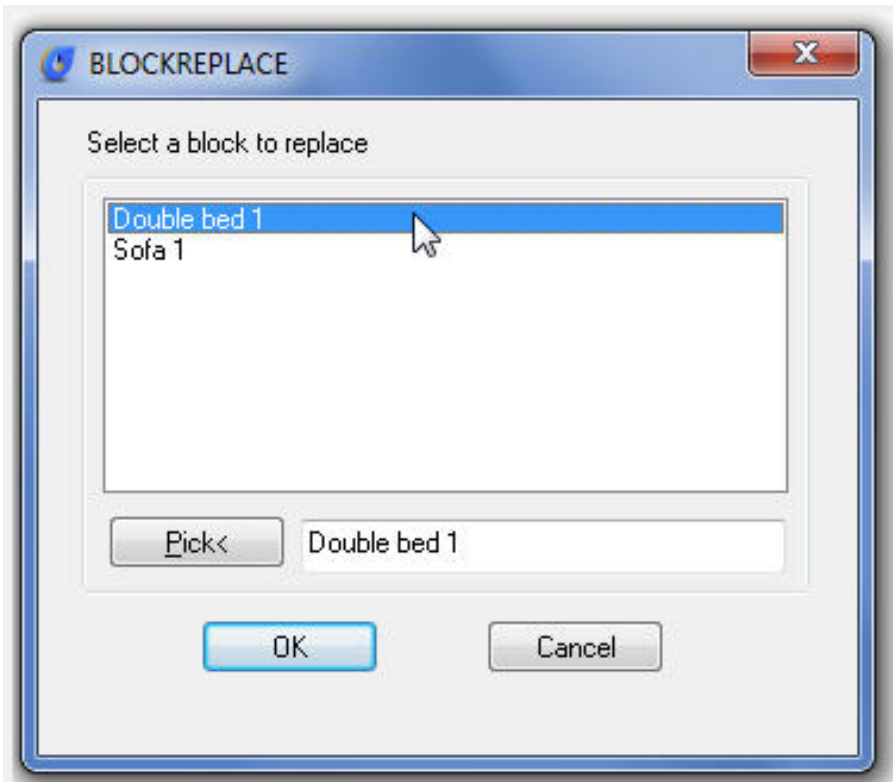 BLOCKREPLACE
Select a block to replace
Double bed 1
Sofa 1
Pick< Double bed 1
OK Cancel